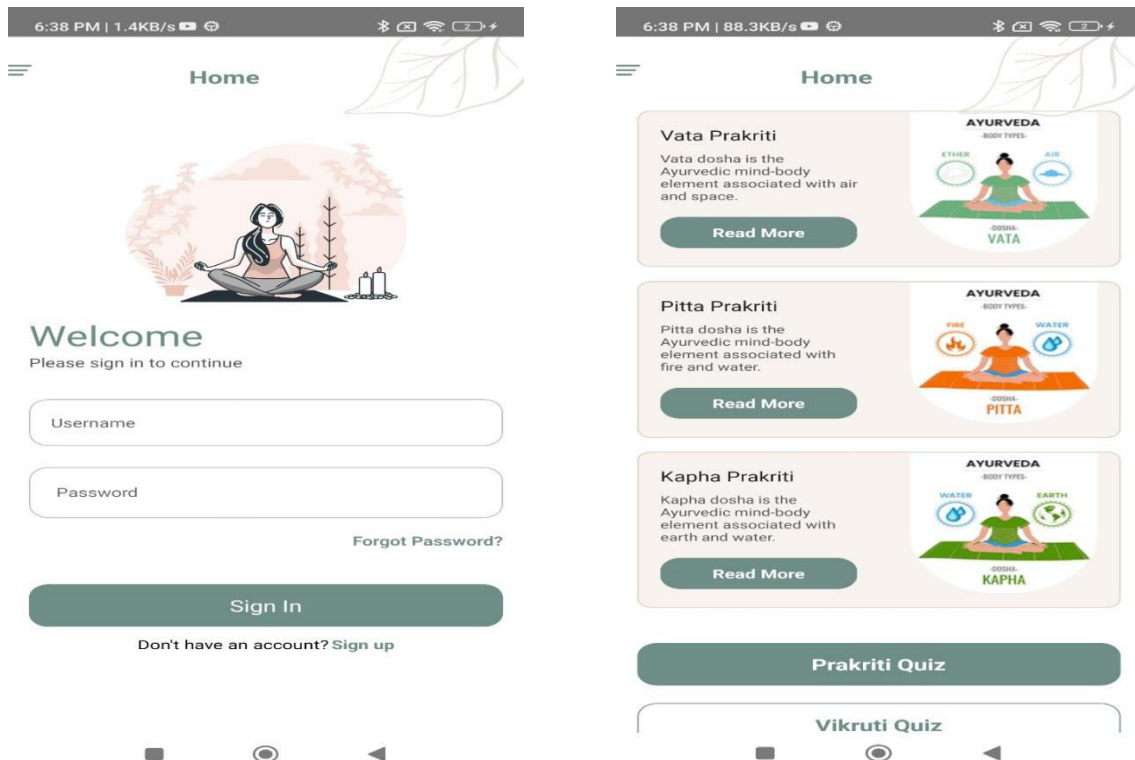 6:38 PM | 1.4KB/s
2
Home
Welcome
Please sign in to continue
Username
Password
Forgot Password?
Sign In
Don't have an account? Sign up
6:38 PM | 88.3KB/s
2
Home
Vata Prakriti
Vata dosha is the
Ayurvedic mind-body
element associated with air
and space.
Read More
AYURVEDA
-BODY TYPES-
ETHER
AIR
-DOSHA-
VATA
Pitta Prakriti
Pitta dosha is the
Ayurvedic mind-body
element associated with
fire and water.
Read More
AYURVEDA
-BODY TYPES-
FIRE
WATER
-DOSHA-
PITTA
Kapha Prakriti
Kapha dosha is the
Ayurvedic mind-body
element associated with
earth and water.
Read More
AYURVEDA
-BODY TYPES-
WATER
EARTH
-DOSHA-
KAPHA
Prakriti Quiz
Vikruti Quiz